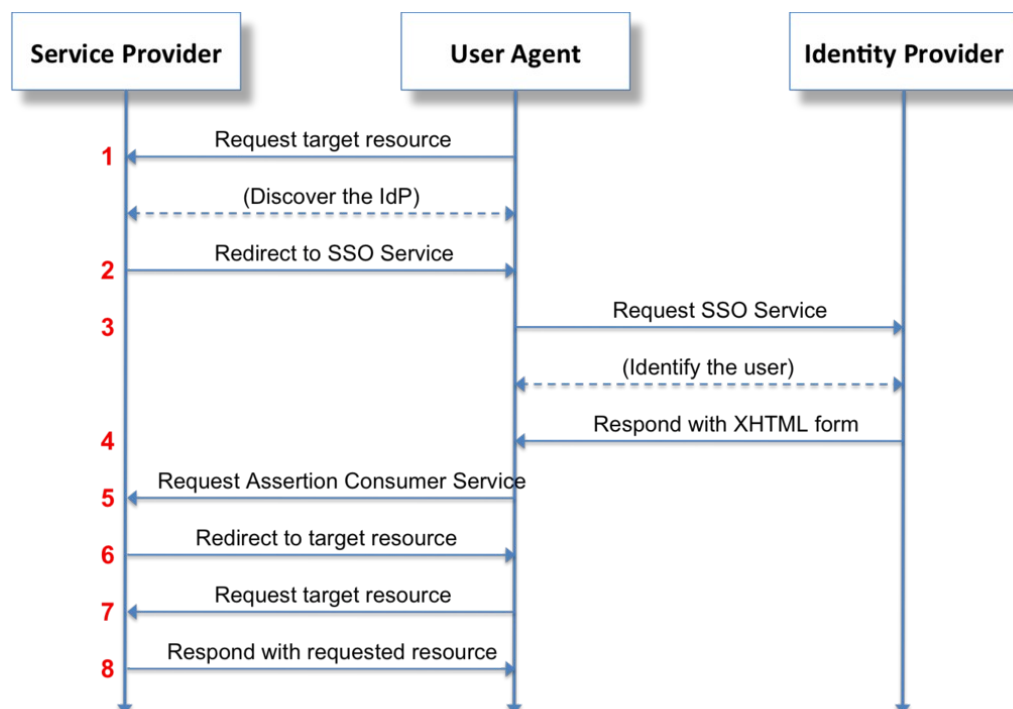 Service Provider
User Agent
Identity Provider
Request target resource
1
(Discover the IdP)
Redirect to SSO Service
2
Request SSO Service
3
(Identify the user)
Respond with XHTML form
4
Request Assertion Consumer Service
5
Redirect to target resource
6
Request target resource
7
Respond with requested resource
8